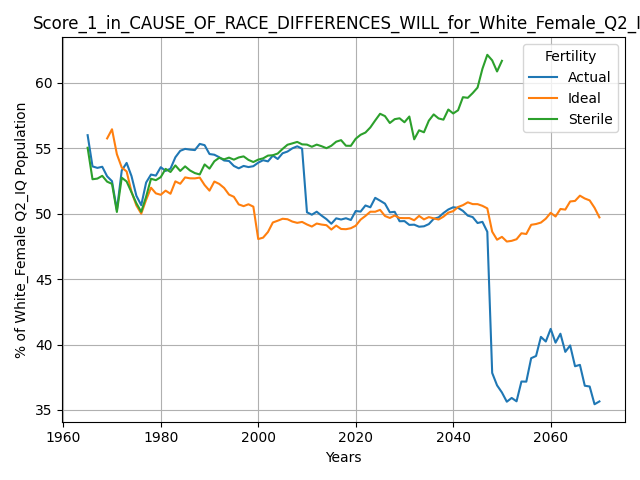 Score_1_in_CAUSE_OF_RACE_DIFFERENCES_WILL_for_White_Female_Q2_I
Fertility
Actual
Ideal
Sterile
% of White_Female Q2_IQ Population
60
55
50
45
40
35
1960
1980
2000
2020
2040
2060
Years